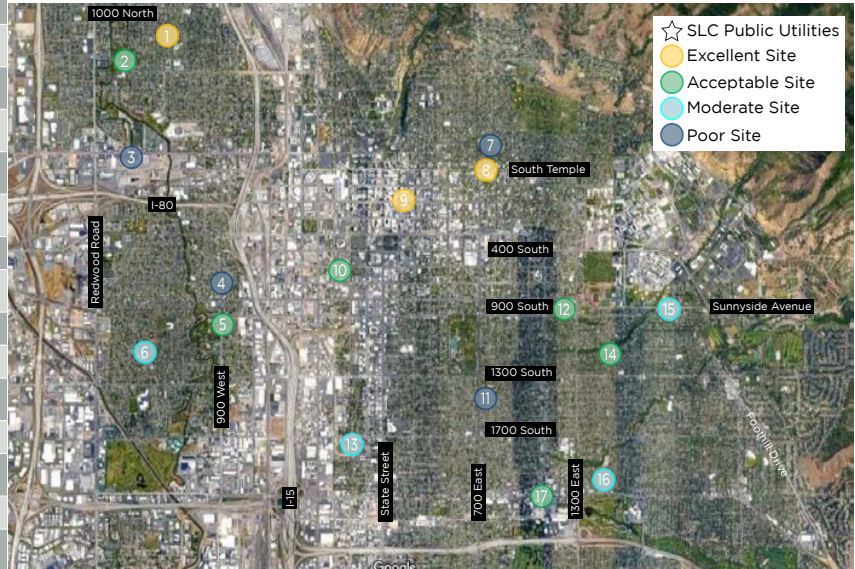 1000 North
SLC Public Utilities
Excellent Site
Acceptable Site
Moderate Site
Poor Site
1
2
3
7
8
South Temple
I-80
9
Redwood Road
400 South
10
4
900 South
12
15
Sunnyside Avenue
5
6
14
900 West
1300 South
11
1700 South
Foothill Drive
13
State Street
700 East
1300 East
16
I-15
17
Google